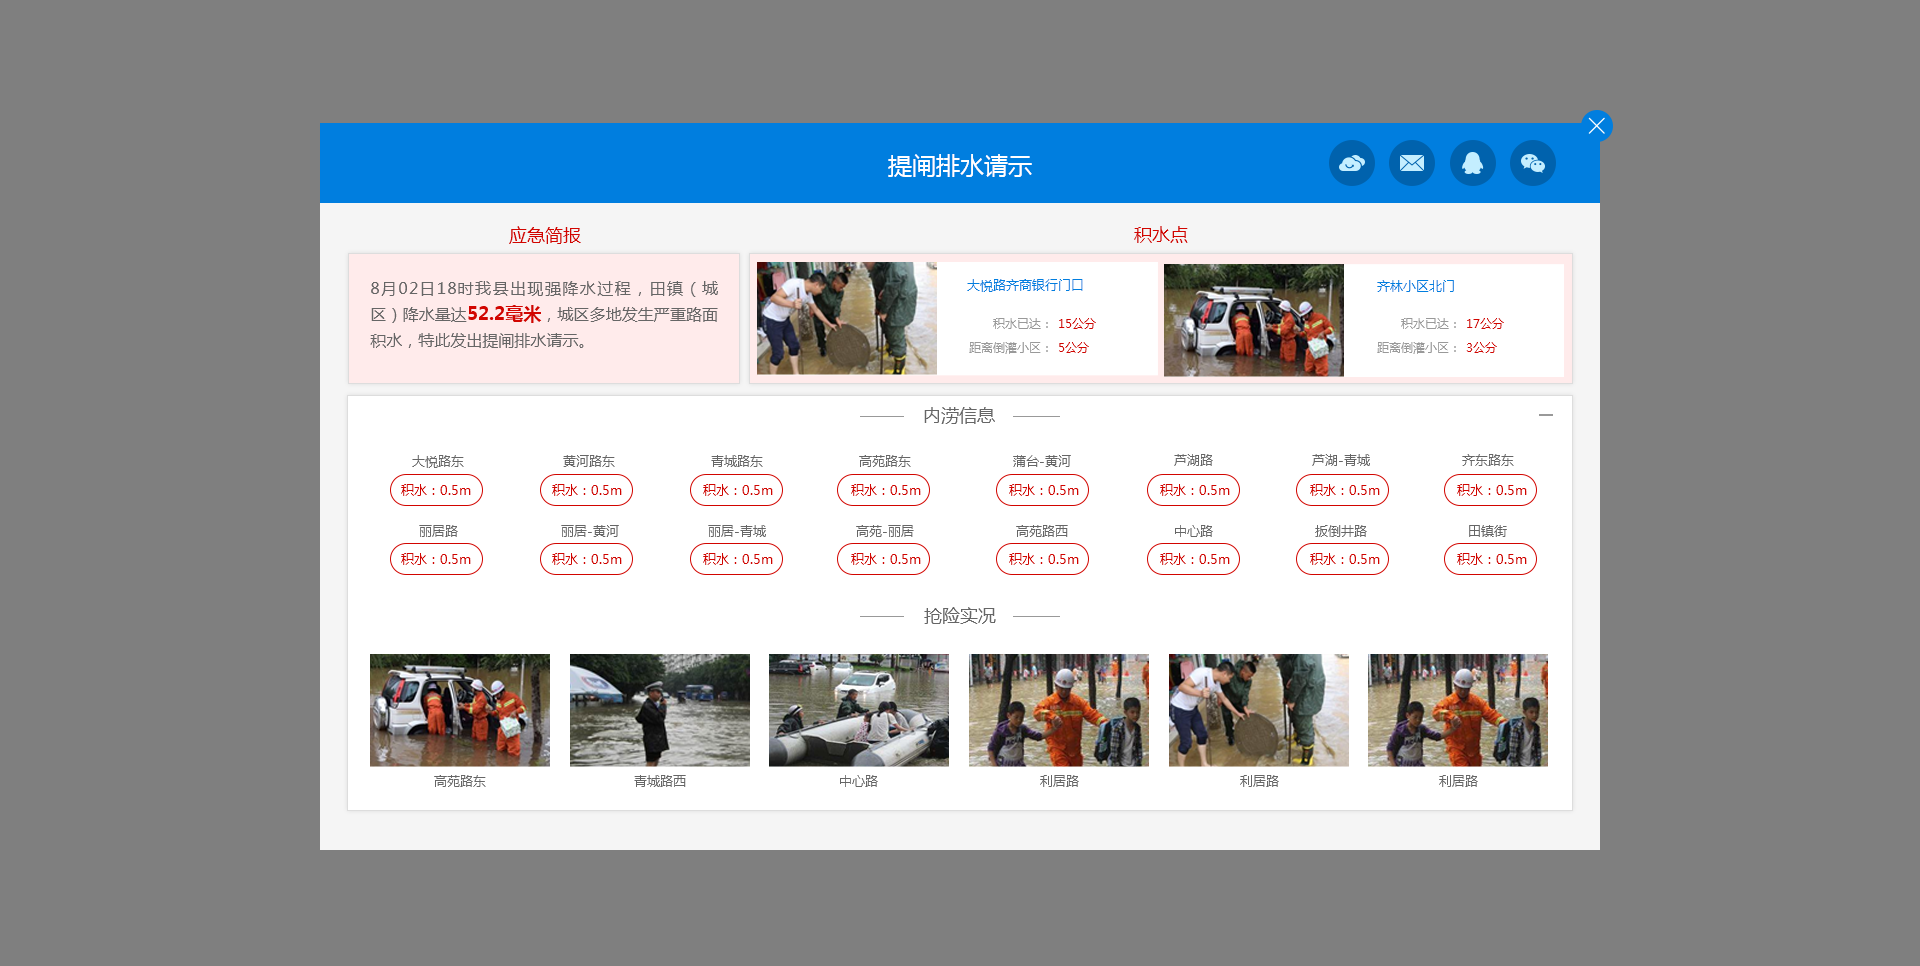 提闸排水请示
应急简报
积水点
8月02日18时我县出现强降水过程，田镇（城
区）降水量达52.2毫米，城区多地发生严重路面
积水，特此发出提闸排水请示。
大悦路齐商银行门口
积水已达： 15公分
距离倒灌小区： 5公分
齐林小区北门
积水已达： 17公分
距离倒灌小区： 3公分
内涝信息
大悦路东 黄河路东 青城路东 高苑路东 蒲台-黄河 芦湖路 芦湖-青城 齐东路东
积水：0.5m 积水：0.5m 积水：0.5m 积水：0.5m 积水：0.5m 积水：0.5m 积水：0.5m 积水：0.5m
丽居路 丽居-黄河 丽居-青城 高苑-丽居 高苑路西 中心路 扳倒井路 田镇街
积水：0.5m 积水：0.5m 积水：0.5m 积水：0.5m 积水：0.5m 积水：0.5m 积水：0.5m 积水：0.5m
抢险实况
高苑路东 青城路西 中心路 利居路 利居路 利居路